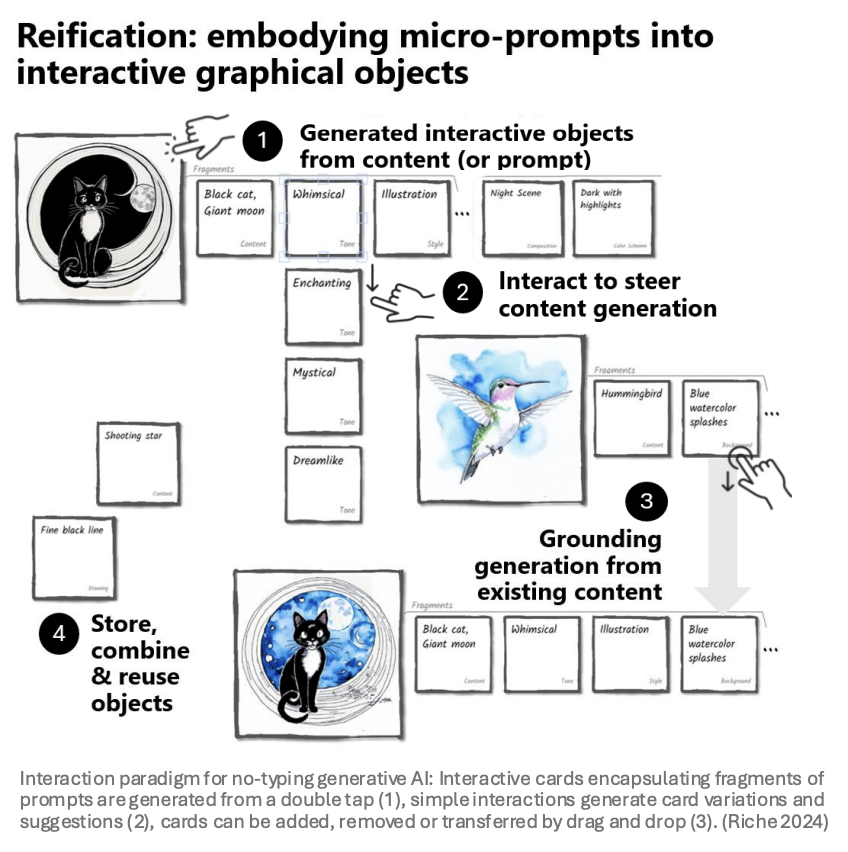 Reification: embodying micro-prompts into
interactive graphical objects
1
Generated interactive objects
from content (or prompt)
Fragments
Black cat,
Giant moon
Content
Whimsical
Tone
Illustration
Style
...
Night Scene
Composition
Dark with
highlights
Color Scheme
Enchanting
Tone
Mystical
Tone
Dreamlike
Tone
2
Interact to steer
content generation
Fragments
Hummingbird
Content
Blue
watercolor
splashes
Background
...
3
Grounding
generation from
existing content
Shooting star
Content
Fine black line
Drawing
4
Store,
combine
& reuse
objects
Fragments
Black cat,
Giant moon
Content
Whimsical
Tone
Illustration
Style
Blue
watercolor
splashes
Background
...
Interaction paradigm for no-typing generative AI: Interactive cards encapsulating fragments of
prompts are generated from a double tap (1), simple interactions generate card variations and
suggestions (2), cards can be added, removed or transferred by drag and drop (3). (Riche 2024)